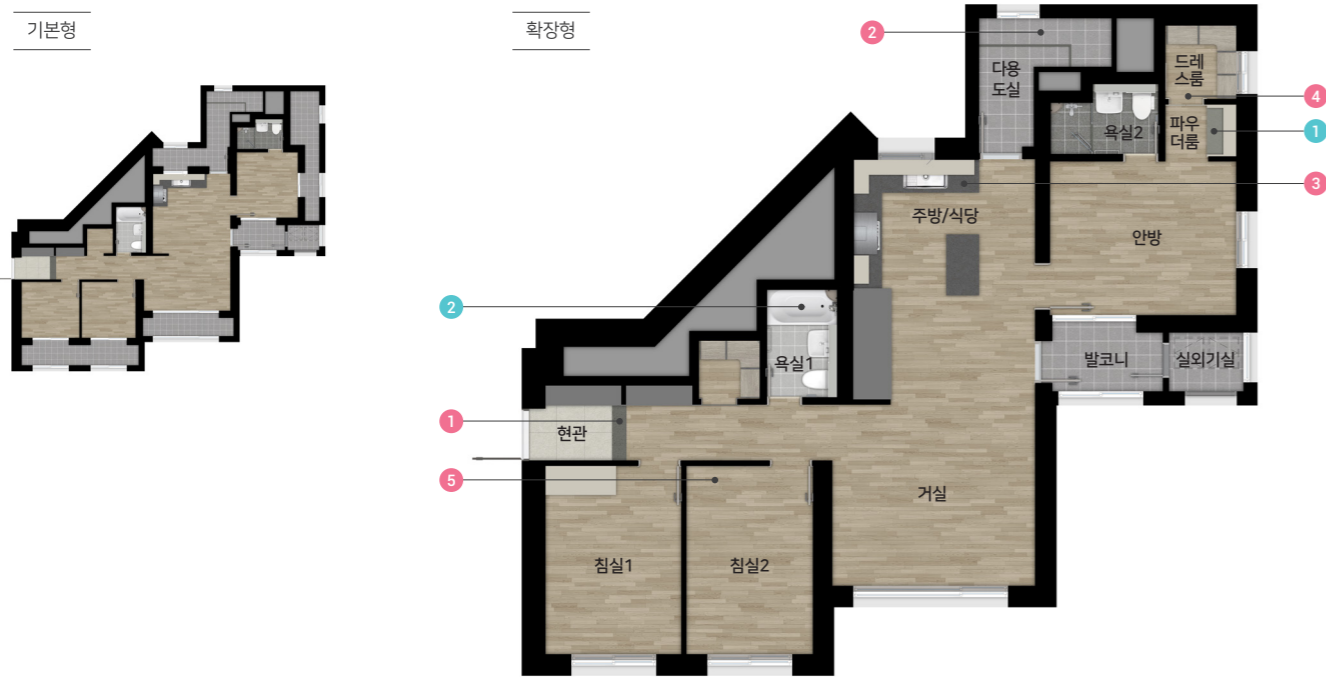 기본형
확장형
2
다용
도실
드레
스룸
4
욕실2
파우
더룸
1
3
주방/식당
안방
2
욕실1
발코니
실외기실
1
현관
5
거실
침실1
침실2